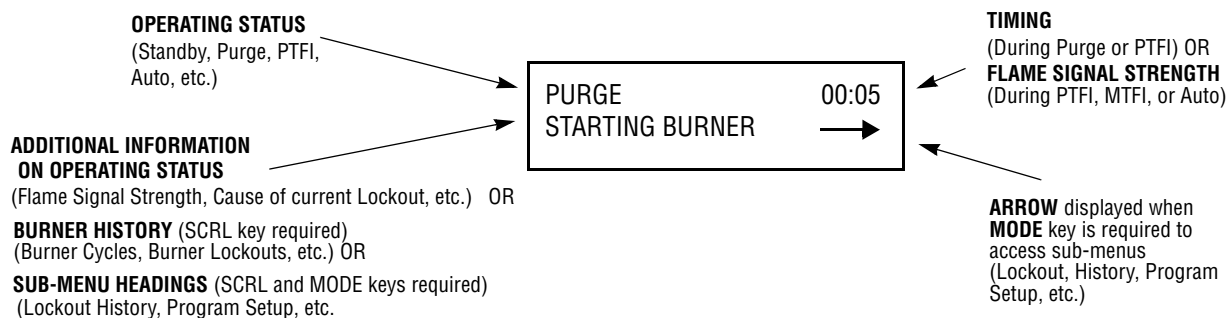 OPERATING STATUS
(Standby, Purge, PTFI,
Auto, etc.)
TIMING
(During Purge or PTFI) OR
FLAME SIGNAL STRENGTH
(During PTFI, MTFI, or Auto)
PURGE 00:05
STARTING BURNER
ADDITIONAL INFORMATION
ON OPERATING STATUS
(Flame Signal Strength, Cause of current Lockout, etc.) OR
BURNER HISTORY (SCRL key required)
(Burner Cycles, Burner Lockouts, etc.) OR
SUB-MENU HEADINGS (SCRL and MODE keys required)
(Lockout History, Program Setup, etc.
ARROW displayed when
MODE key is required to
access sub-menus
(Lockout, History, Program
Setup, etc.)